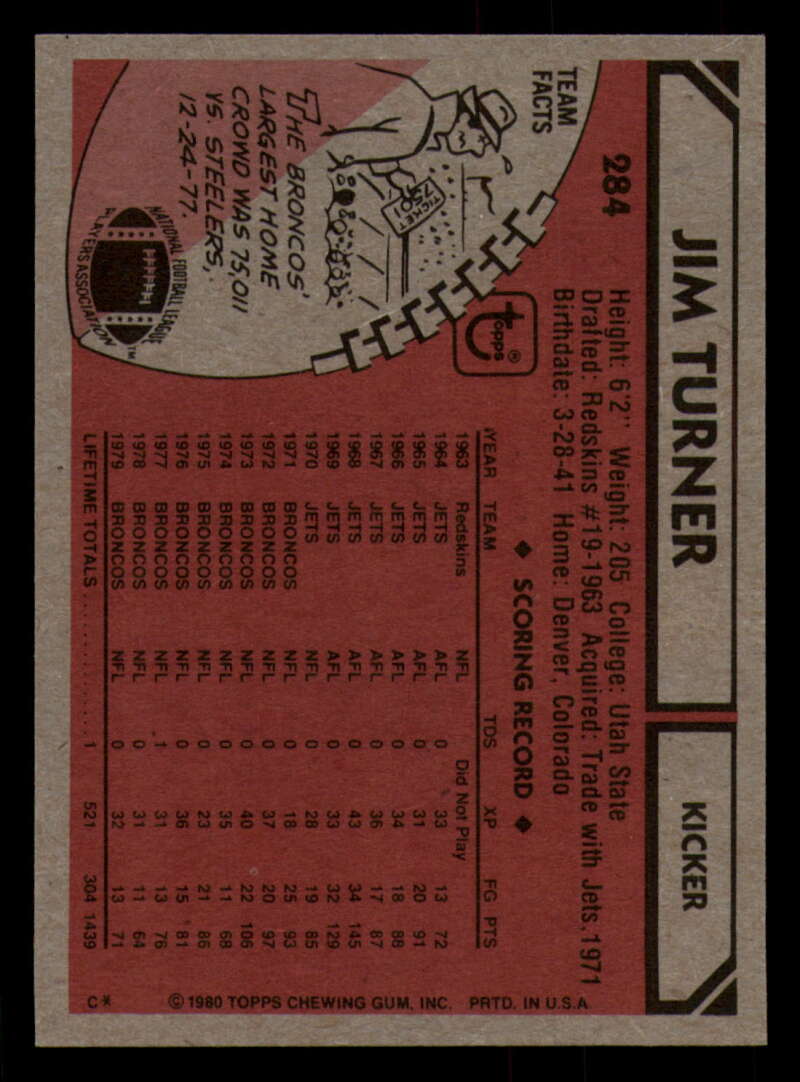 JIM TURNER
KICKER
284
Height: 6'2" Weight: 205 College: Utah State
Drafted: Redskins #19-1963 Acquired: Trade with Jets, 1971
Birthdate: 3-28-41 Home: Denver, Colorado
TEAM
FACTS
TICKET
7501
THE BRONCOS'
LARGEST HOME
CROWD WAS 75,011
VS. STEELERS,
12-24-77.
NATIONAL FOOTBALL LEAGUE
PLAYERS ASSOCIATION
TM
topps®
◆ SCORING RECORD ◆
YEAR TEAM TDS XP FG PTS
1963 Redskins NFL Did Not Play
1964 JETS AFL 0 33 13 72
1965 JETS AFL 0 31 20 91
1966 JETS AFL 0 34 18 88
1967 JETS AFL 0 36 17 87
1968 JETS AFL 0 43 34 145
1969 JETS AFL 0 33 32 129
1970 JETS NFL 0 28 19 85
1971 BRONCOS NFL 0 18 25 93
1972 BRONCOS NFL 0 37 20 97
1973 BRONCOS NFL 0 40 22 106
1974 BRONCOS NFL 0 35 11 68
1975 BRONCOS NFL 0 23 21 86
1976 BRONCOS NFL 0 36 15 81
1977 BRONCOS NFL 1 31 13 76
1978 BRONCOS NFL 0 31 11 64
1979 BRONCOS NFL 0 32 13 71
LIFETIME TOTALS . . . . . . . . . . . . 1 521 304 1439
C* © 1980 TOPPS CHEWING GUM, INC. PRTD. IN U.S.A